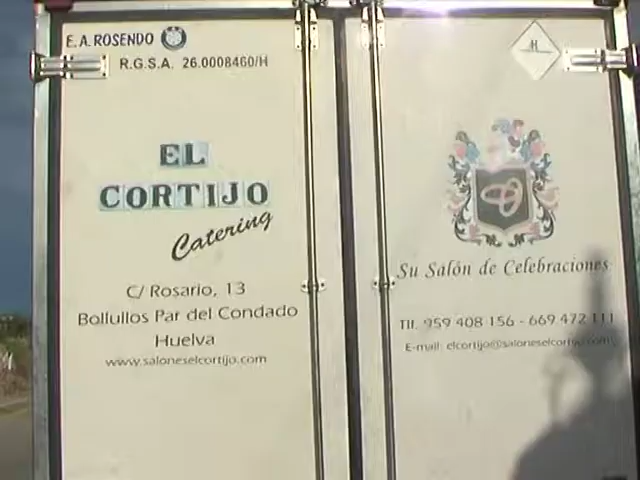 E. A. ROSENDO
R.G.S.A. 26.0008460/H
EL
CORTIJO
Catering
C/ Rosario, 13
Bollullos Par del Condado
Huelva
www.saloneselcortijo.com
H
Su Salón de Celebraciones
Tlf. 959 408 156 - 669 472 111
E-mail: elcortijo@saloneselcortijo.com